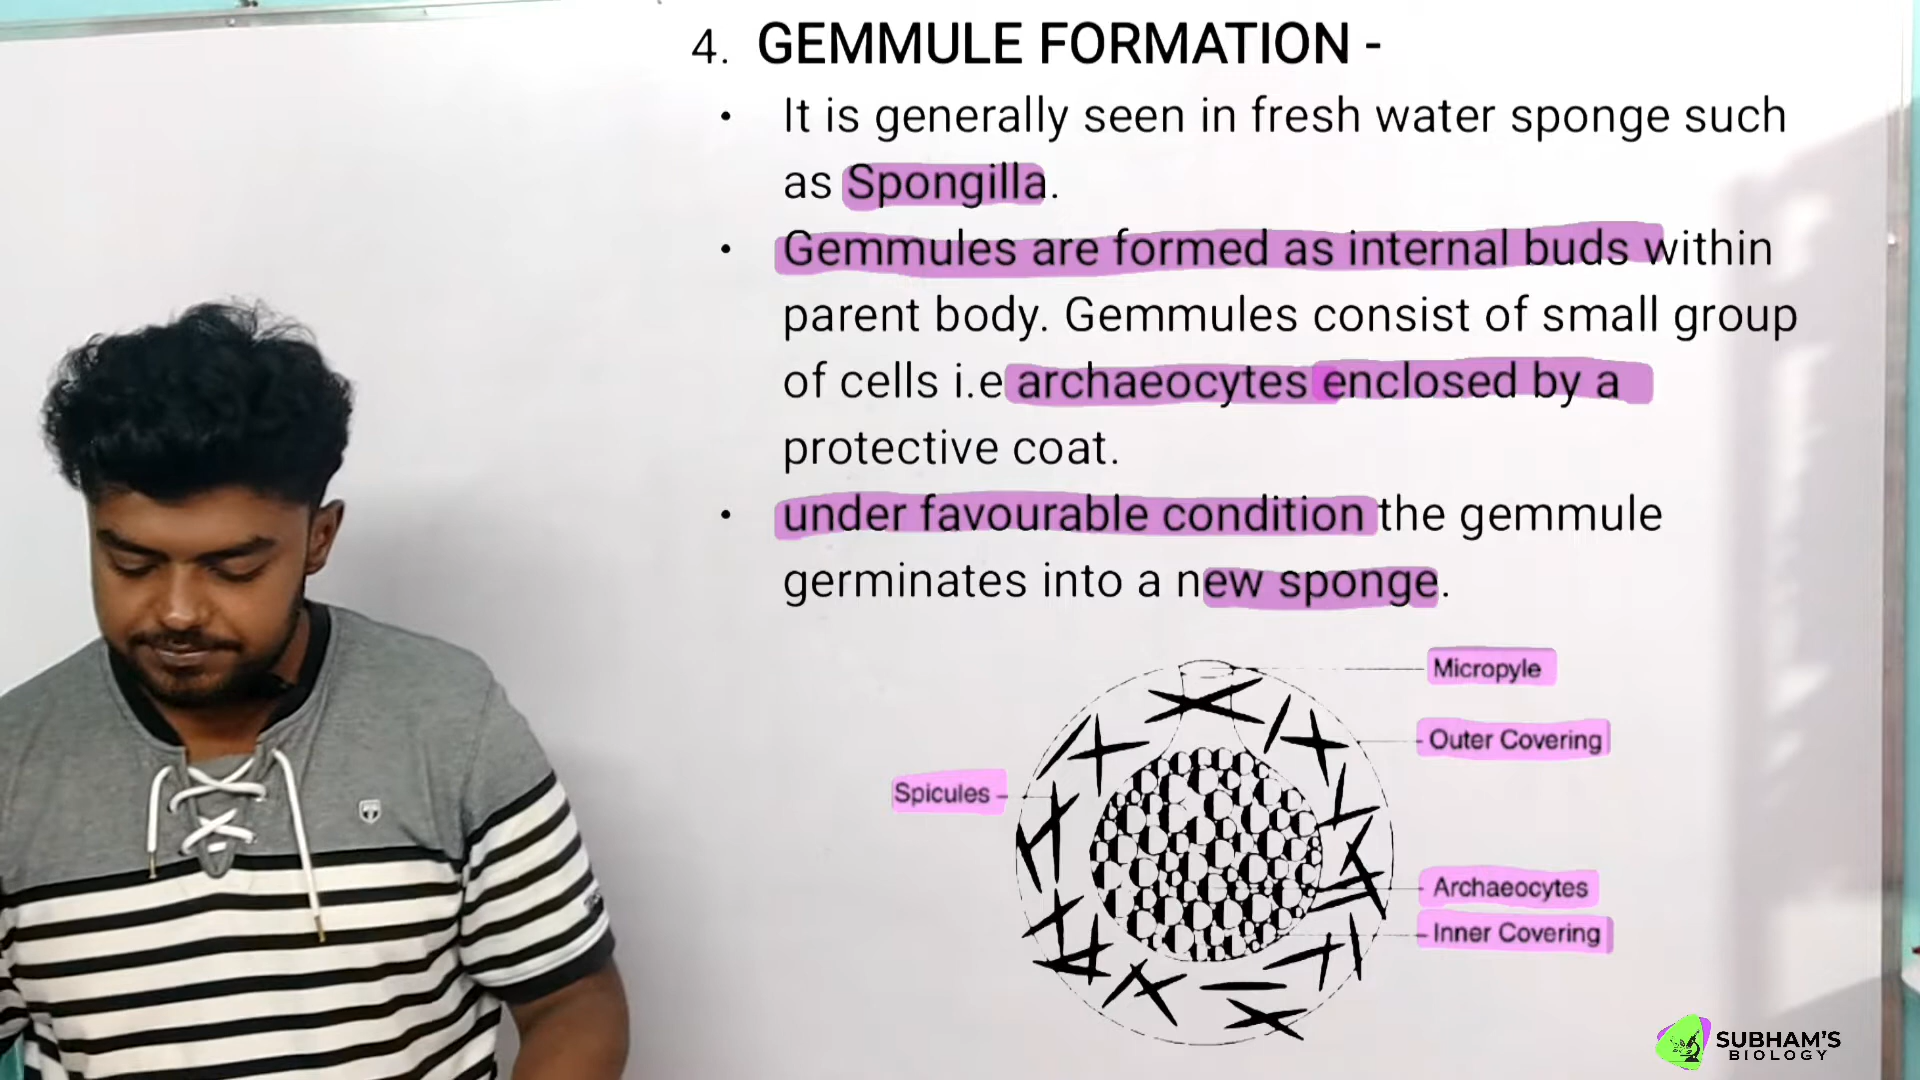 4. GEMMULE FORMATION -
• It is generally seen in fresh water sponge such
as Spongilla.
• Gemmules are formed as internal buds within
parent body. Gemmules consist of small group
of cells i.e archaeocytes enclosed by a
protective coat.
• under favourable condition the gemmule
germinates into a new sponge.
Micropyle
Outer Covering
Spicules
Archaeocytes
Inner Covering
SUBHAM'S
BIOLOGY